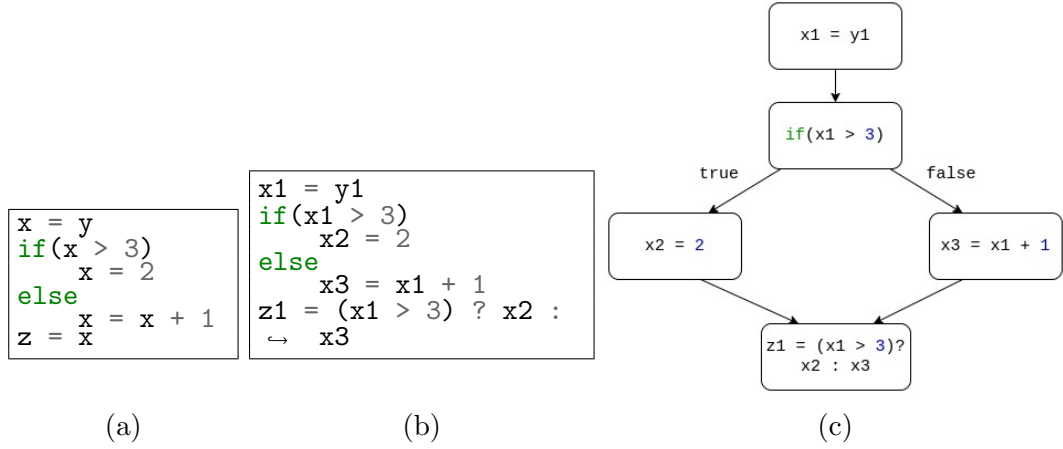 x = y
if(x > 3)
    x = 2
else
    x = x + 1
z = x
(a)
x1 = y1
if(x1 > 3)
    x2 = 2
else
    x3 = x1 + 1
z1 = (x1 > 3) ? x2 :
↪ x3
(b)
x1 = y1
if(x1 > 3)
true
false
x2 = 2
x3 = x1 + 1
z1 = (x1 > 3)?
x2 : x3
(c)